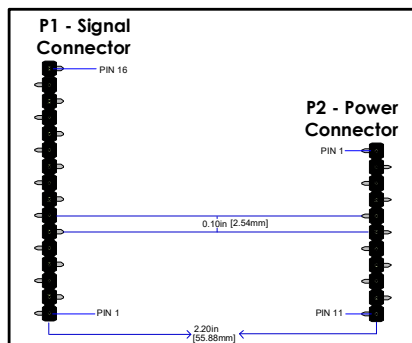 P1 - Signal
Connector
PIN 16
P2 - Power
Connector
PIN 1
0.10in [2.54mm]
PIN 1
PIN 11
2.20in
[55.88mm]